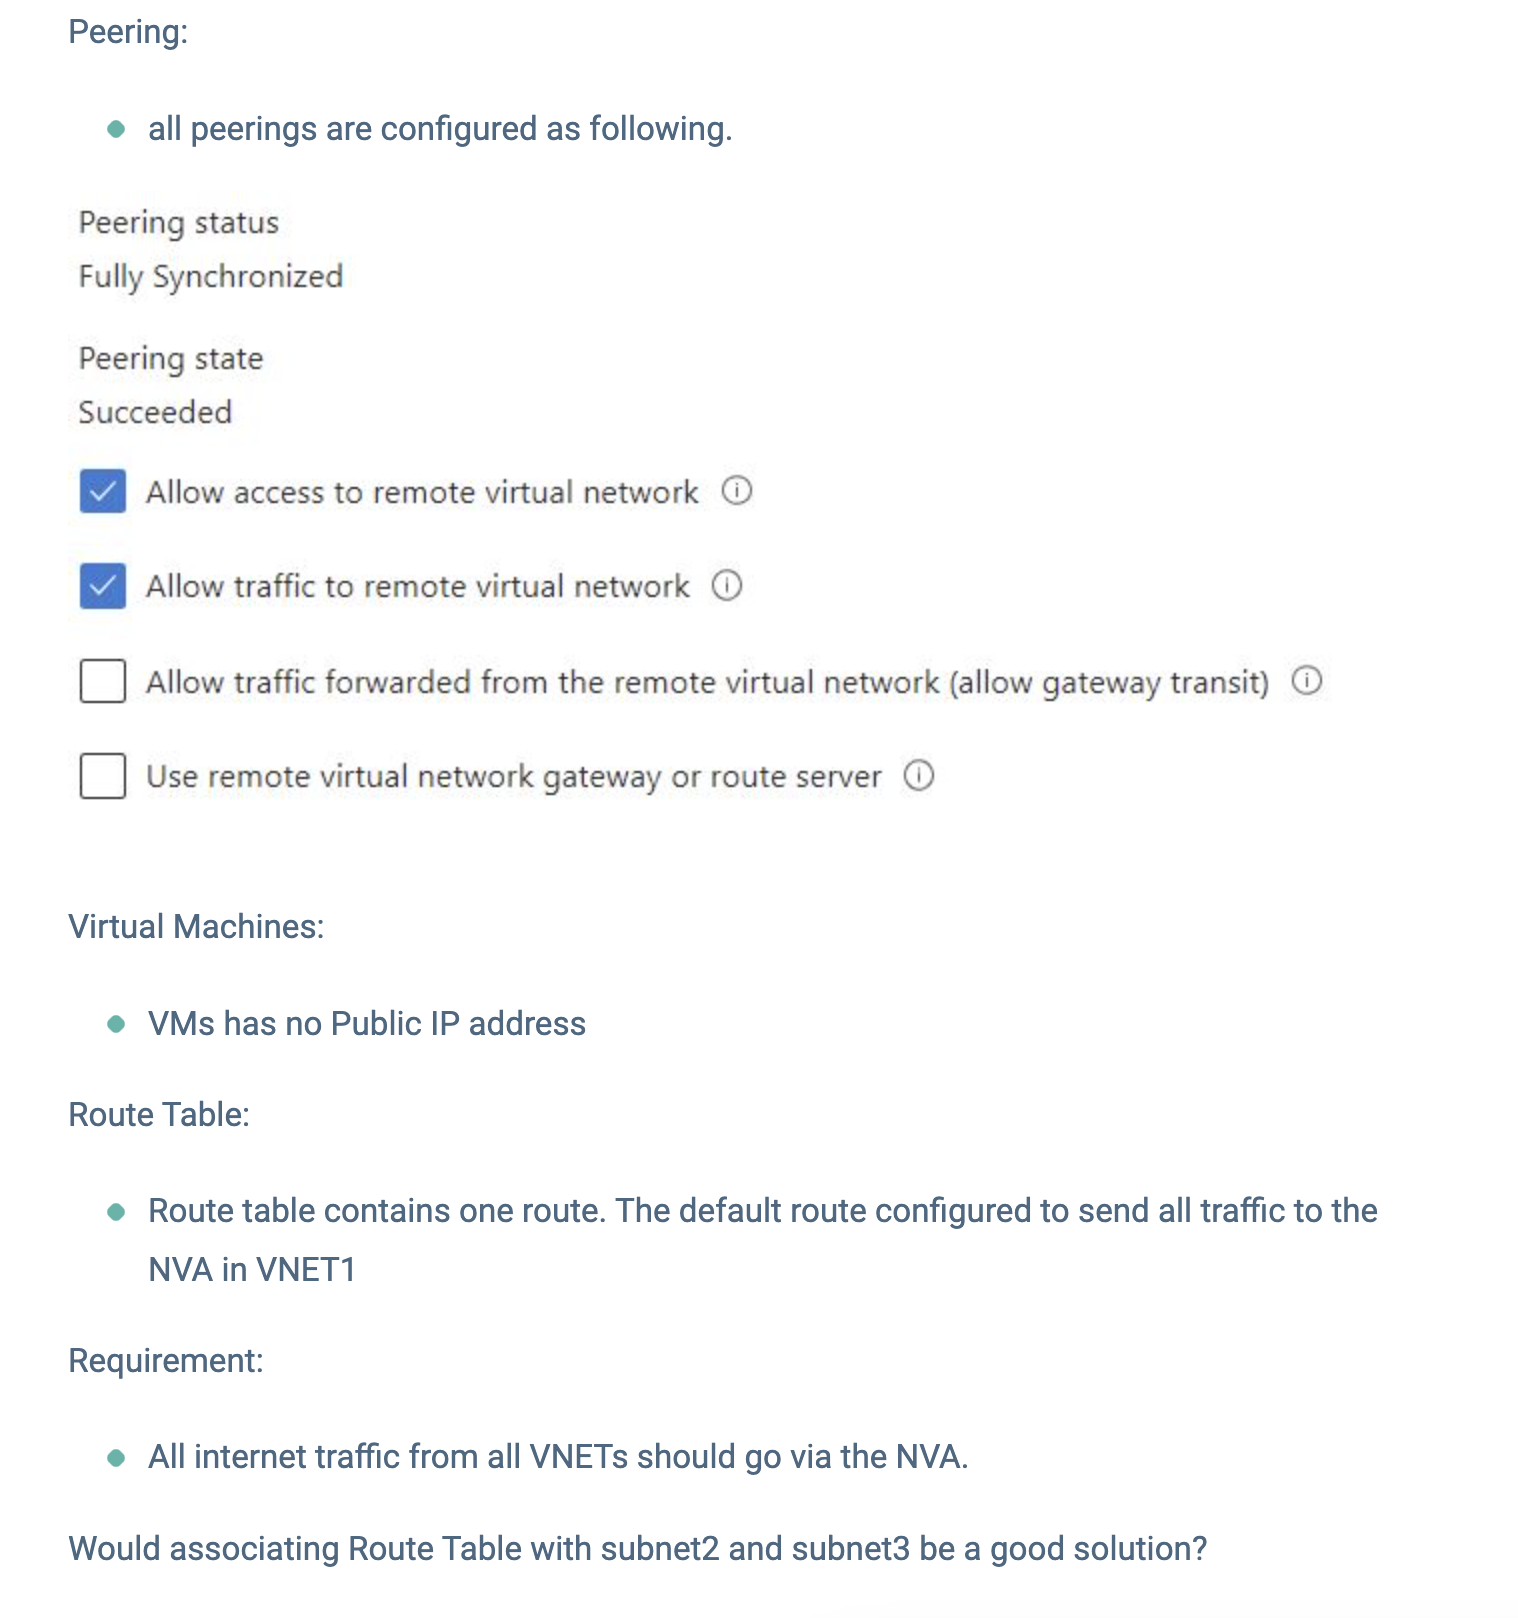 Peering:
all peerings are configured as following.
Peering status
Fully Synchronized
Peering state
Succeeded
Allow access to remote virtual network
Allow traffic to remote virtual network
Allow traffic forwarded from the remote virtual network (allow gateway transit)
Use remote virtual network gateway or route server
Virtual Machines:
VMs has no Public IP address
Route Table:
Route table contains one route. The default route configured to send all traffic to the
NVA in VNET1
Requirement:
All internet traffic from all VNETs should go via the NVA.
Would associating Route Table with subnet2 and subnet3 be a good solution?